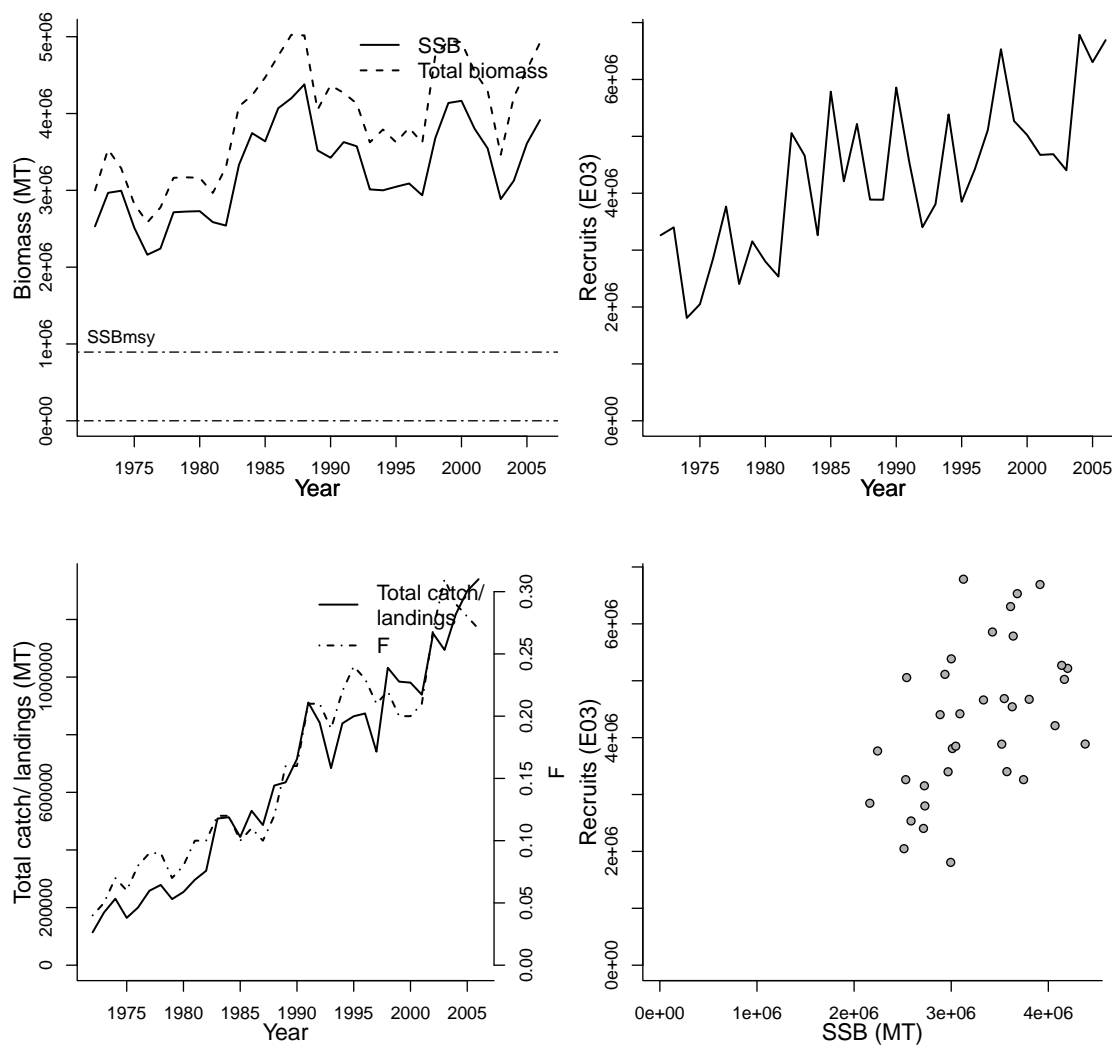 SSB
Total biomass
Biomass (MT)
5e+06
4e+06
3e+06
2e+06
1e+06
0e+00
SSBmsy
1975 1980 1985 1990 1995 2000 2005
Year
Recruits (E03)
6e+06
4e+06
2e+06
0e+00
1975 1980 1985 1990 1995 2000 2005
Year
Total catch/
landings
F
Total catch/ landings (MT)
1000000
600000
200000
0
0.30
0.25
0.20
0.15
0.10
0.05
0.00
F
1975 1980 1985 1990 1995 2000 2005
Year
Recruits (E03)
6e+06
4e+06
2e+06
0e+00
0e+00 1e+06 2e+06 3e+06 4e+06
SSB (MT)